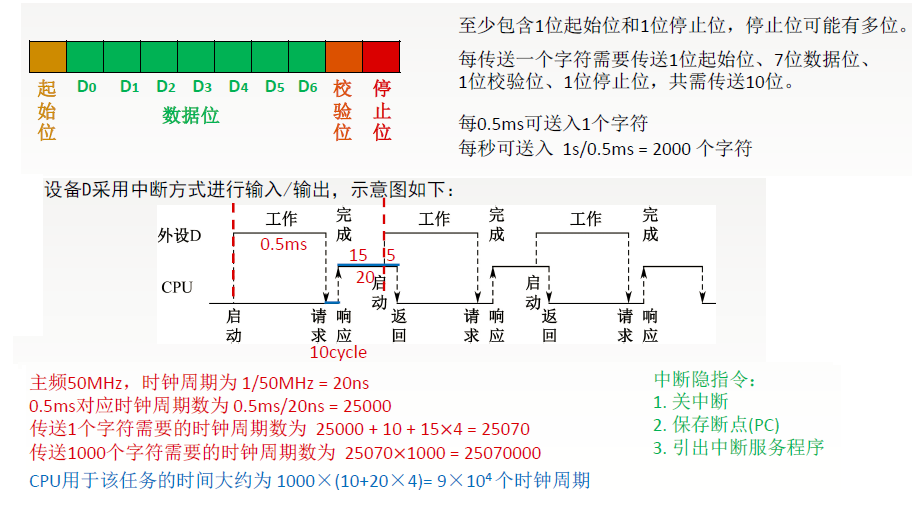 至少包含1位起始位和1位停止位，停止位可能有多位。
每传送一个字符需要传送1位起始位、7位数据位、
1位校验位、1位停止位，共需传送10位。
起始位 D0 D1 D2 D3 D4 D5 D6 校验位 停止位
数据位
每0.5ms可送入1个字符
每秒可送入 1s/0.5ms = 2000 个字符
设备D采用中断方式进行输入/输出，示意图如下：
外设D 工作 完成 工作 完成 工作 完成
0.5ms 15 5
CPU 20 启动 启动
启动 请求 响应 返回 请求 响应 返回 请求 响应
10cycle
主频50MHz，时钟周期为 1/50MHz = 20ns
0.5ms对应时钟周期数为 0.5ms/20ns = 25000
传送1个字符需要的时钟周期数为 25000 + 10 + 15×4 = 25070
传送1000个字符需要的时钟周期数为 25070×1000 = 25070000
CPU用于该任务的时间大约为 1000×(10+20×4)= 9×10⁴ 个时钟周期
中断隐指令：
1. 关中断
2. 保存断点(PC)
3. 引出中断服务程序